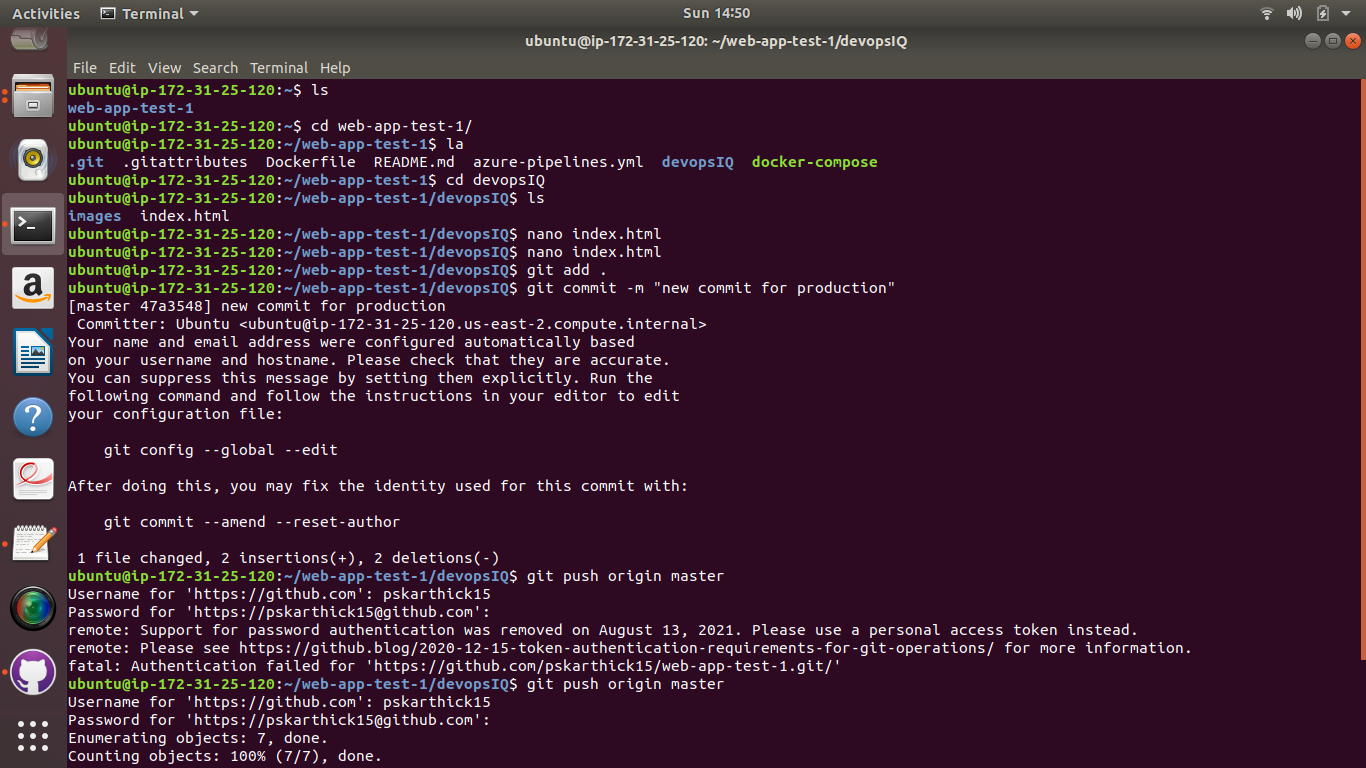 Activities Terminal Sun 14:50
ubuntu@ip-172-31-25-120: ~/web-app-test-1/devopsIQ
File Edit View Search Terminal Help
ubuntu@ip-172-31-25-120:~$ ls
web-app-test-1
ubuntu@ip-172-31-25-120:~$ cd web-app-test-1/
ubuntu@ip-172-31-25-120:~/web-app-test-1$ la
.git  .gitattributes  Dockerfile  README.md  azure-pipelines.yml  devopsIQ  docker-compose
ubuntu@ip-172-31-25-120:~/web-app-test-1$ cd devopsIQ
ubuntu@ip-172-31-25-120:~/web-app-test-1/devopsIQ$ ls
images  index.html
ubuntu@ip-172-31-25-120:~/web-app-test-1/devopsIQ$ nano index.html
ubuntu@ip-172-31-25-120:~/web-app-test-1/devopsIQ$ nano index.html
ubuntu@ip-172-31-25-120:~/web-app-test-1/devopsIQ$ git add .
ubuntu@ip-172-31-25-120:~/web-app-test-1/devopsIQ$ git commit -m "new commit for production"
[master 47a3548] new commit for production
 Committer: Ubuntu <ubuntu@ip-172-31-25-120.us-east-2.compute.internal>
Your name and email address were configured automatically based
on your username and hostname. Please check that they are accurate.
You can suppress this message by setting them explicitly. Run the
following command and follow the instructions in your editor to edit
your configuration file:
    git config --global --edit
After doing this, you may fix the identity used for this commit with:
    git commit --amend --reset-author
 1 file changed, 2 insertions(+), 2 deletions(-)
ubuntu@ip-172-31-25-120:~/web-app-test-1/devopsIQ$ git push origin master
Username for 'https://github.com': pskarthick15
Password for 'https://pskarthick15@github.com':
remote: Support for password authentication was removed on August 13, 2021. Please use a personal access token instead.
remote: Please see https://github.blog/2020-12-15-token-authentication-requirements-for-git-operations/ for more information.
fatal: Authentication failed for 'https://github.com/pskarthick15/web-app-test-1.git/'
ubuntu@ip-172-31-25-120:~/web-app-test-1/devopsIQ$ git push origin master
Username for 'https://github.com': pskarthick15
Password for 'https://pskarthick15@github.com':
Enumerating objects: 7, done.
Counting objects: 100% (7/7), done.